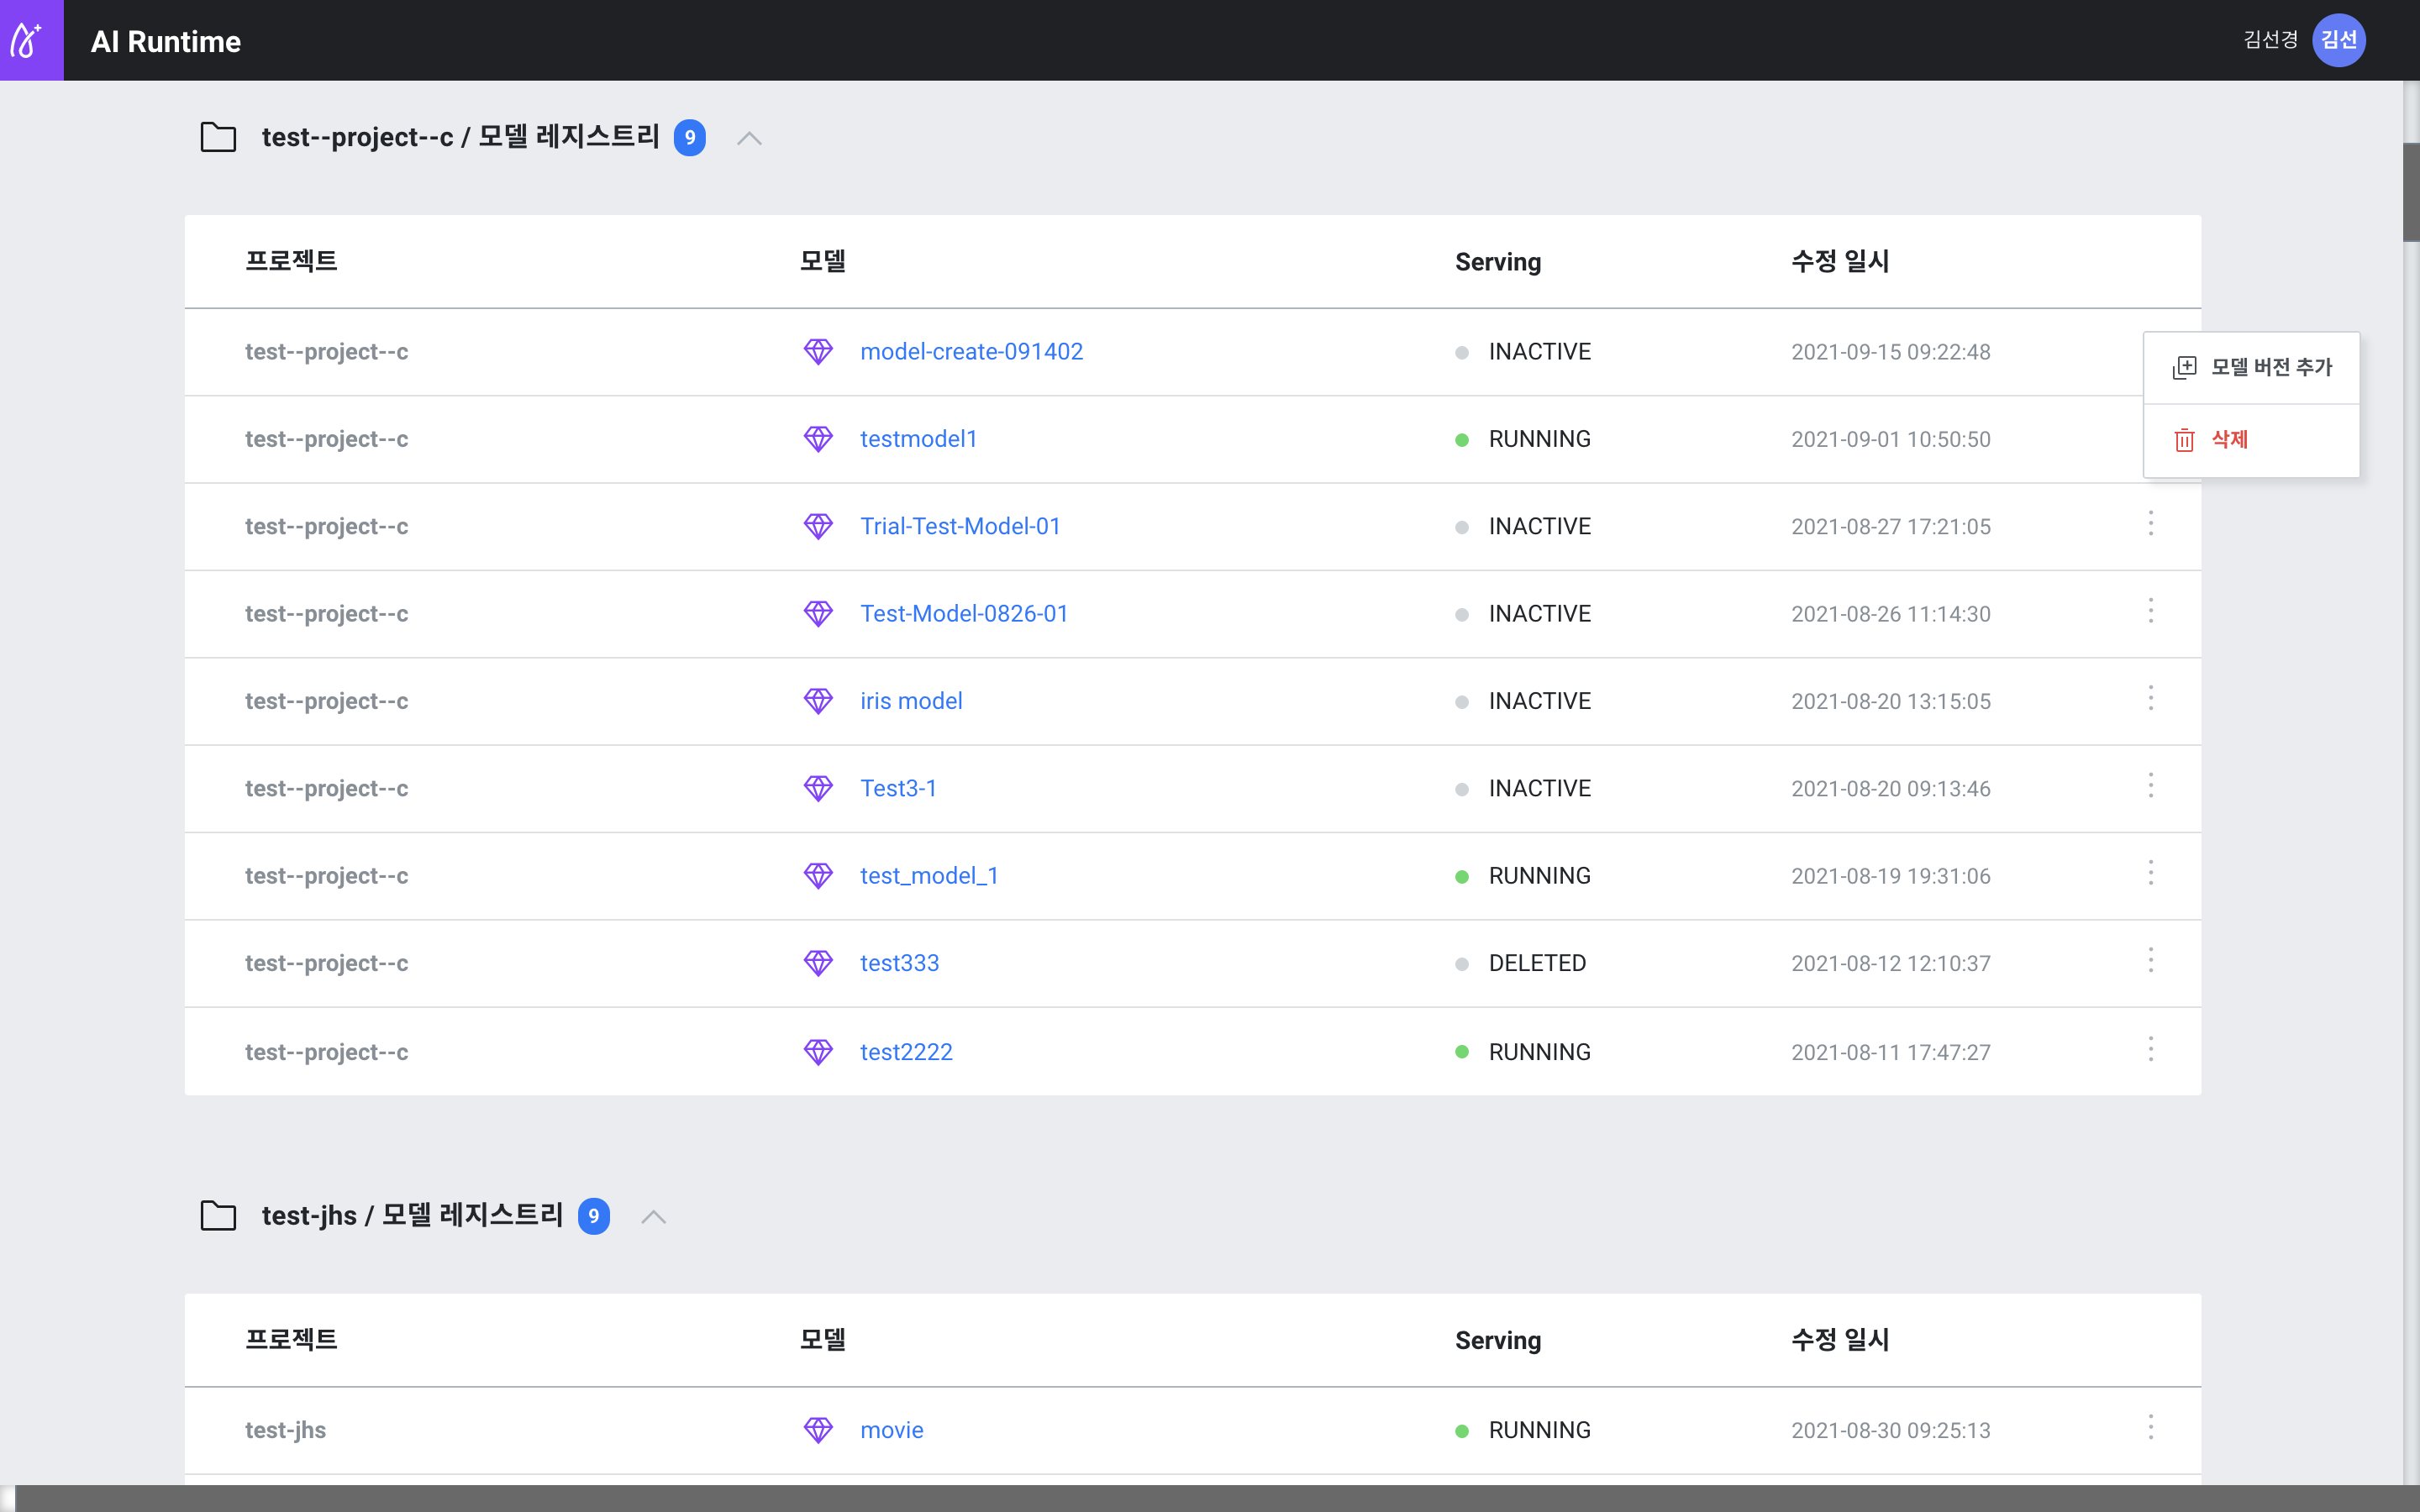 AI Runtime
김선경 김선
test--project--c / 모델 레지스트리 9
프로젝트 모델 Serving 수정 일시
test--project--c model-create-091402 INACTIVE 2021-09-15 09:22:48
모델 버전 추가
test--project--c testmodel1 RUNNING 2021-09-01 10:50:50
삭제
test--project--c Trial-Test-Model-01 INACTIVE 2021-08-27 17:21:05
test--project--c Test-Model-0826-01 INACTIVE 2021-08-26 11:14:30
test--project--c iris model INACTIVE 2021-08-20 13:15:05
test--project--c Test3-1 INACTIVE 2021-08-20 09:13:46
test--project--c test_model_1 RUNNING 2021-08-19 19:31:06
test--project--c test333 DELETED 2021-08-12 12:10:37
test--project--c test2222 RUNNING 2021-08-11 17:47:27
test-jhs / 모델 레지스트리 9
프로젝트 모델 Serving 수정 일시
test-jhs movie RUNNING 2021-08-30 09:25:13